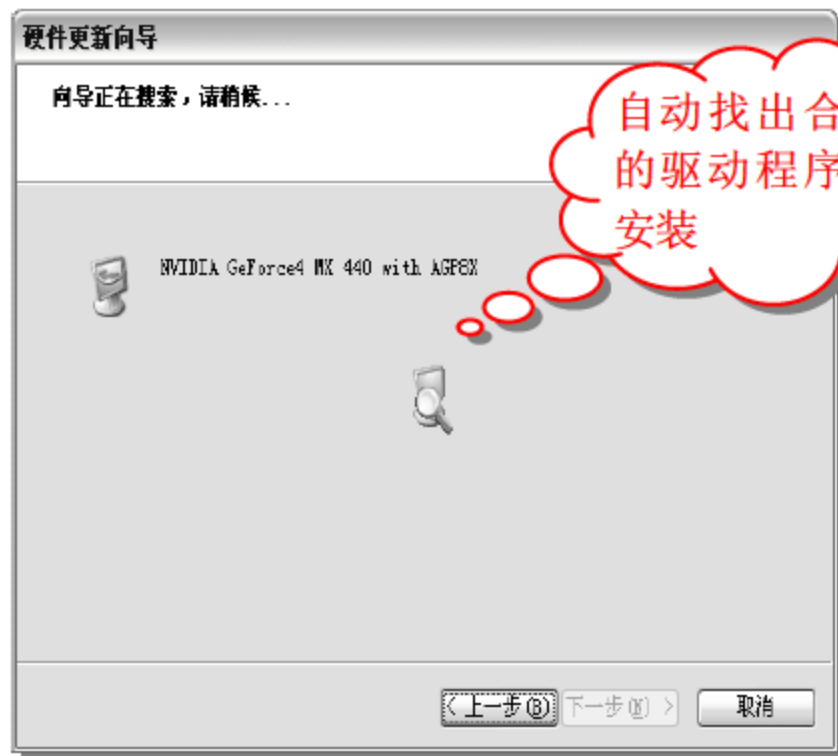 硬件更新向导
向导正在搜索，请稍候...
自动找出合
的驱动程序
安装
NVIDIA GeForce4 MX 440 with AGP8X
< 上一步(B)
下一步(N) >
取消